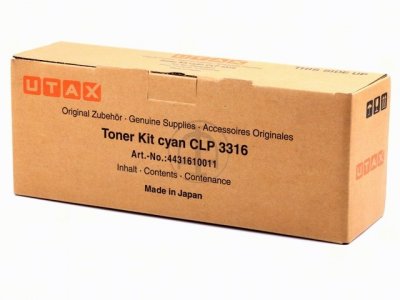 THIS SIDE UP
UTAX
Original Zubehör · Genuine Supplies · Accessoires Originales
Toner Kit cyan CLP 3316
Art.-No.:4431610011
Inhalt · Contents · Contenance
Made in Japan